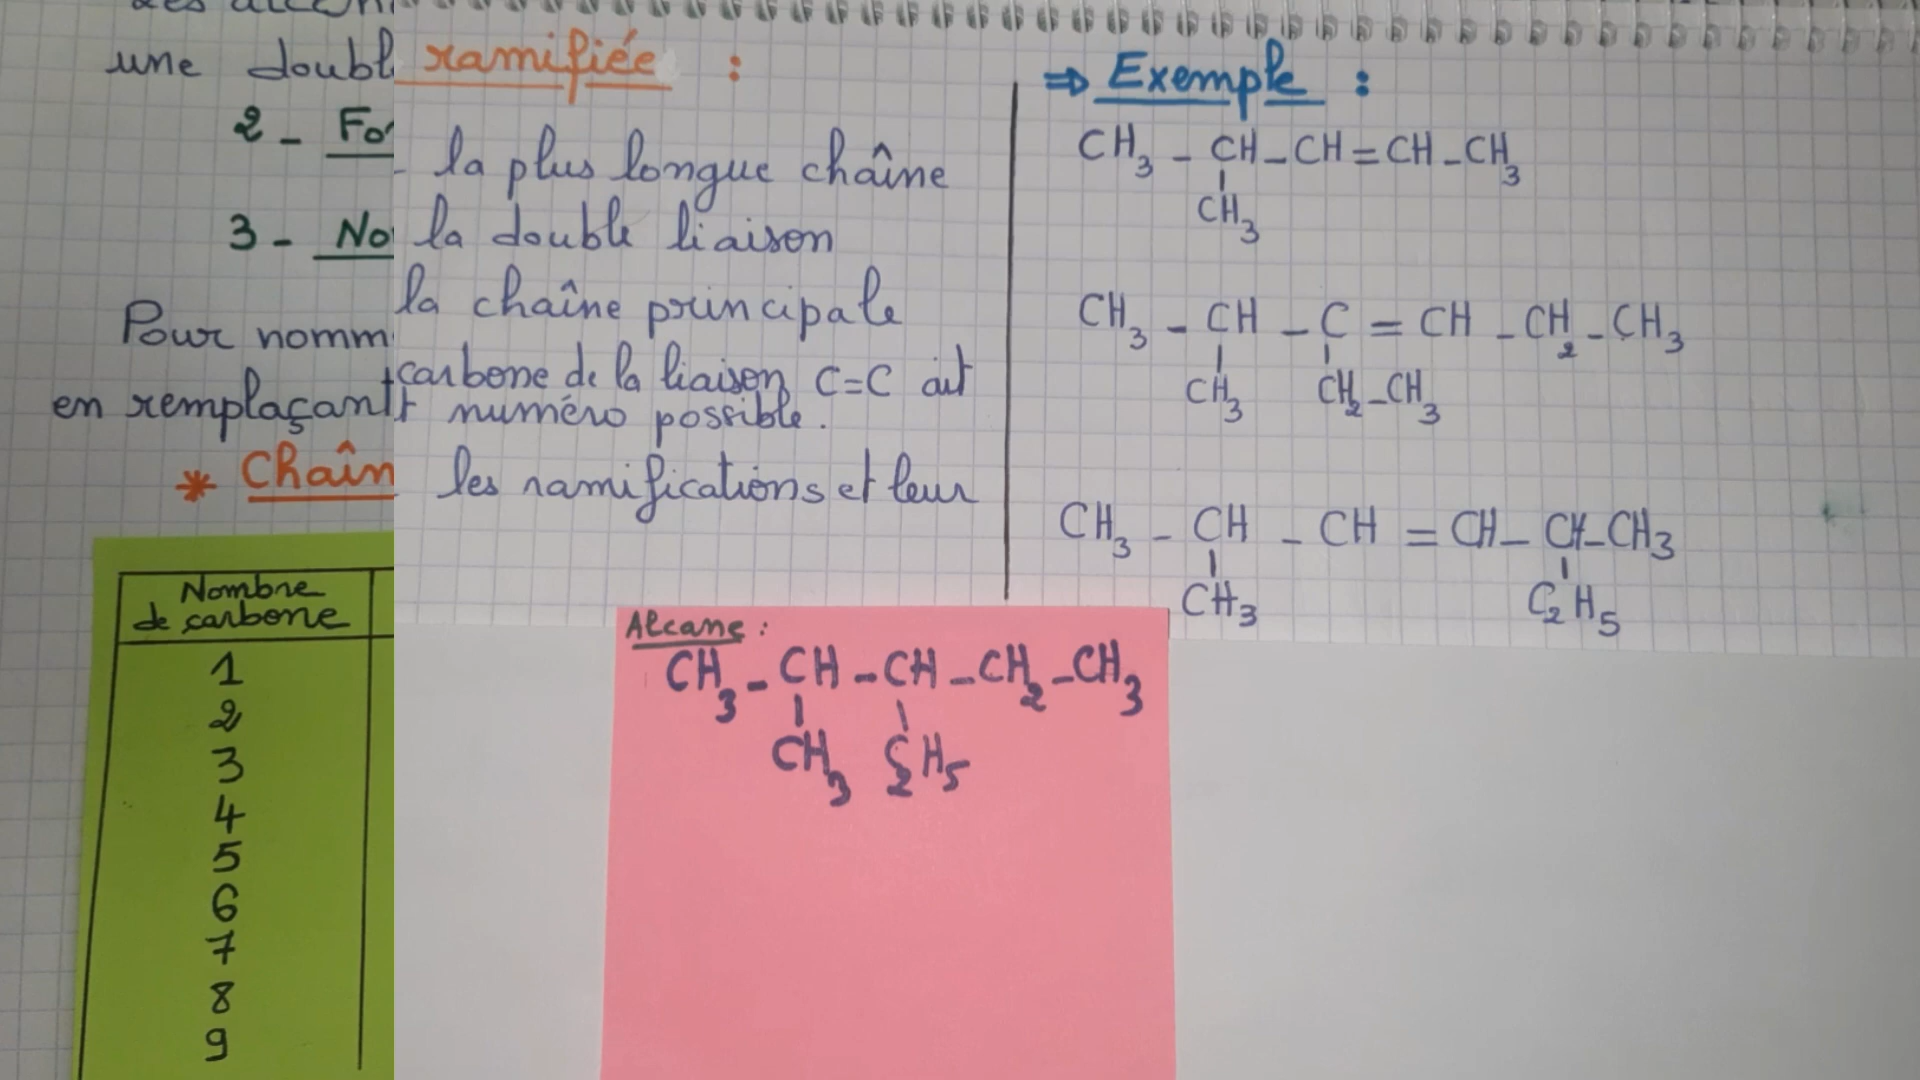 une doubl
2 - Fo
3 - No
Pour nomm
en remplaçant
* Chaîn
Nombre
de carbone
1
2
3
4
5
6
7
8
9
ramifiée :
- la plus longue chaîne
la double liaison
la chaîne principale
carbone de la liaison C=C ait
numéro possible.
les ramifications et leur
⇒ Exemple :
CH3 - CH - CH = CH - CH3
CH3
CH3 - CH - C = CH - CH2 - CH3
CH3 CH2 - CH3
CH3 - CH - CH = CH - CH - CH3
CH3 C2H5
Alcane :
CH3 - CH - CH - CH2 - CH3
CH3 C2H5